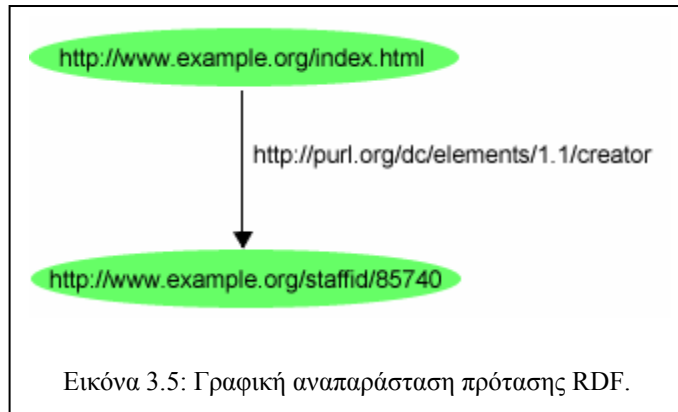 http://www.example.org/index.html
http://purl.org/dc/elements/1.1/creator
http://www.example.org/staffid/85740
Εικόνα 3.5: Γραφική αναπαράσταση πρότασης RDF.